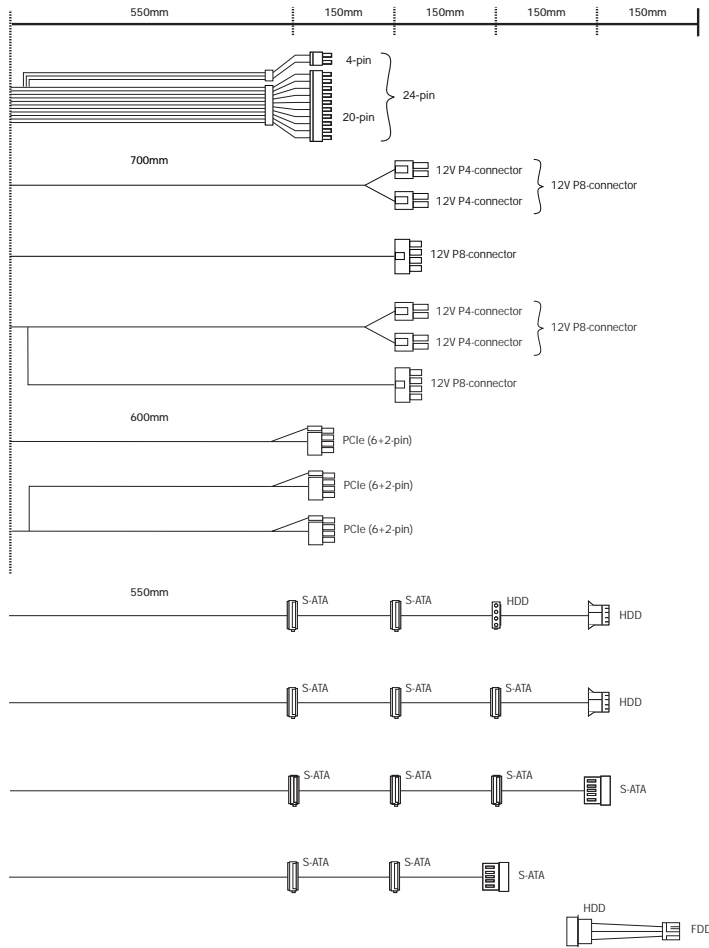 550mm 150mm 150mm 150mm 150mm
4-pin
24-pin
20-pin
700mm
12V P4-connector
12V P8-connector
12V P4-connector
12V P8-connector
12V P4-connector
12V P8-connector
12V P4-connector
12V P8-connector
600mm
PCIe (6+2-pin)
PCIe (6+2-pin)
PCIe (6+2-pin)
550mm
S-ATA S-ATA HDD
HDD
S-ATA S-ATA S-ATA
HDD
S-ATA S-ATA S-ATA
S-ATA
S-ATA S-ATA
S-ATA
HDD
FDD